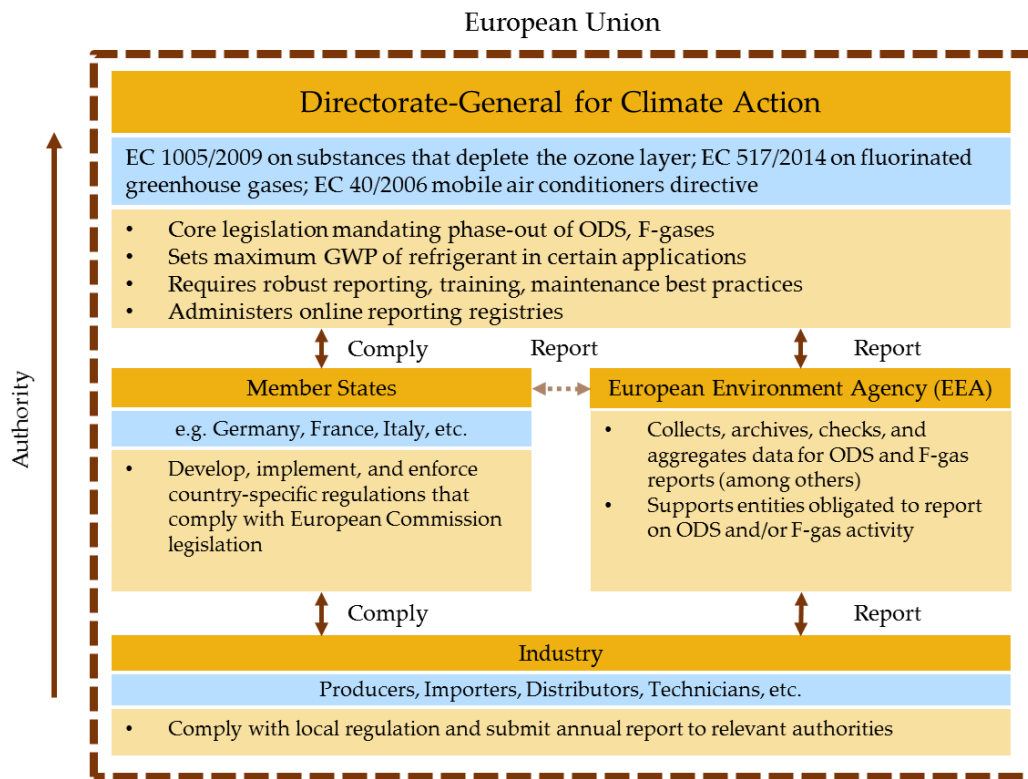 European Union
Directorate-General for Climate Action
EC 1005/2009 on substances that deplete the ozone layer; EC 517/2014 on fluorinated
greenhouse gases; EC 40/2006 mobile air conditioners directive
• Core legislation mandating phase-out of ODS, F-gases
• Sets maximum GWP of refrigerant in certain applications
• Requires robust reporting, training, maintenance best practices
• Administers online reporting registries
Authority
Comply
Report
Report
Member States
e.g. Germany, France, Italy, etc.
• Develop, implement, and enforce
country-specific regulations that
comply with European Commission
legislation
European Environment Agency (EEA)
• Collects, archives, checks, and
aggregates data for ODS and F-gas
reports (among others)
• Supports entities obligated to report
on ODS and/or F-gas activity
Comply
Report
Industry
Producers, Importers, Distributors, Technicians, etc.
• Comply with local regulation and submit annual report to relevant authorities